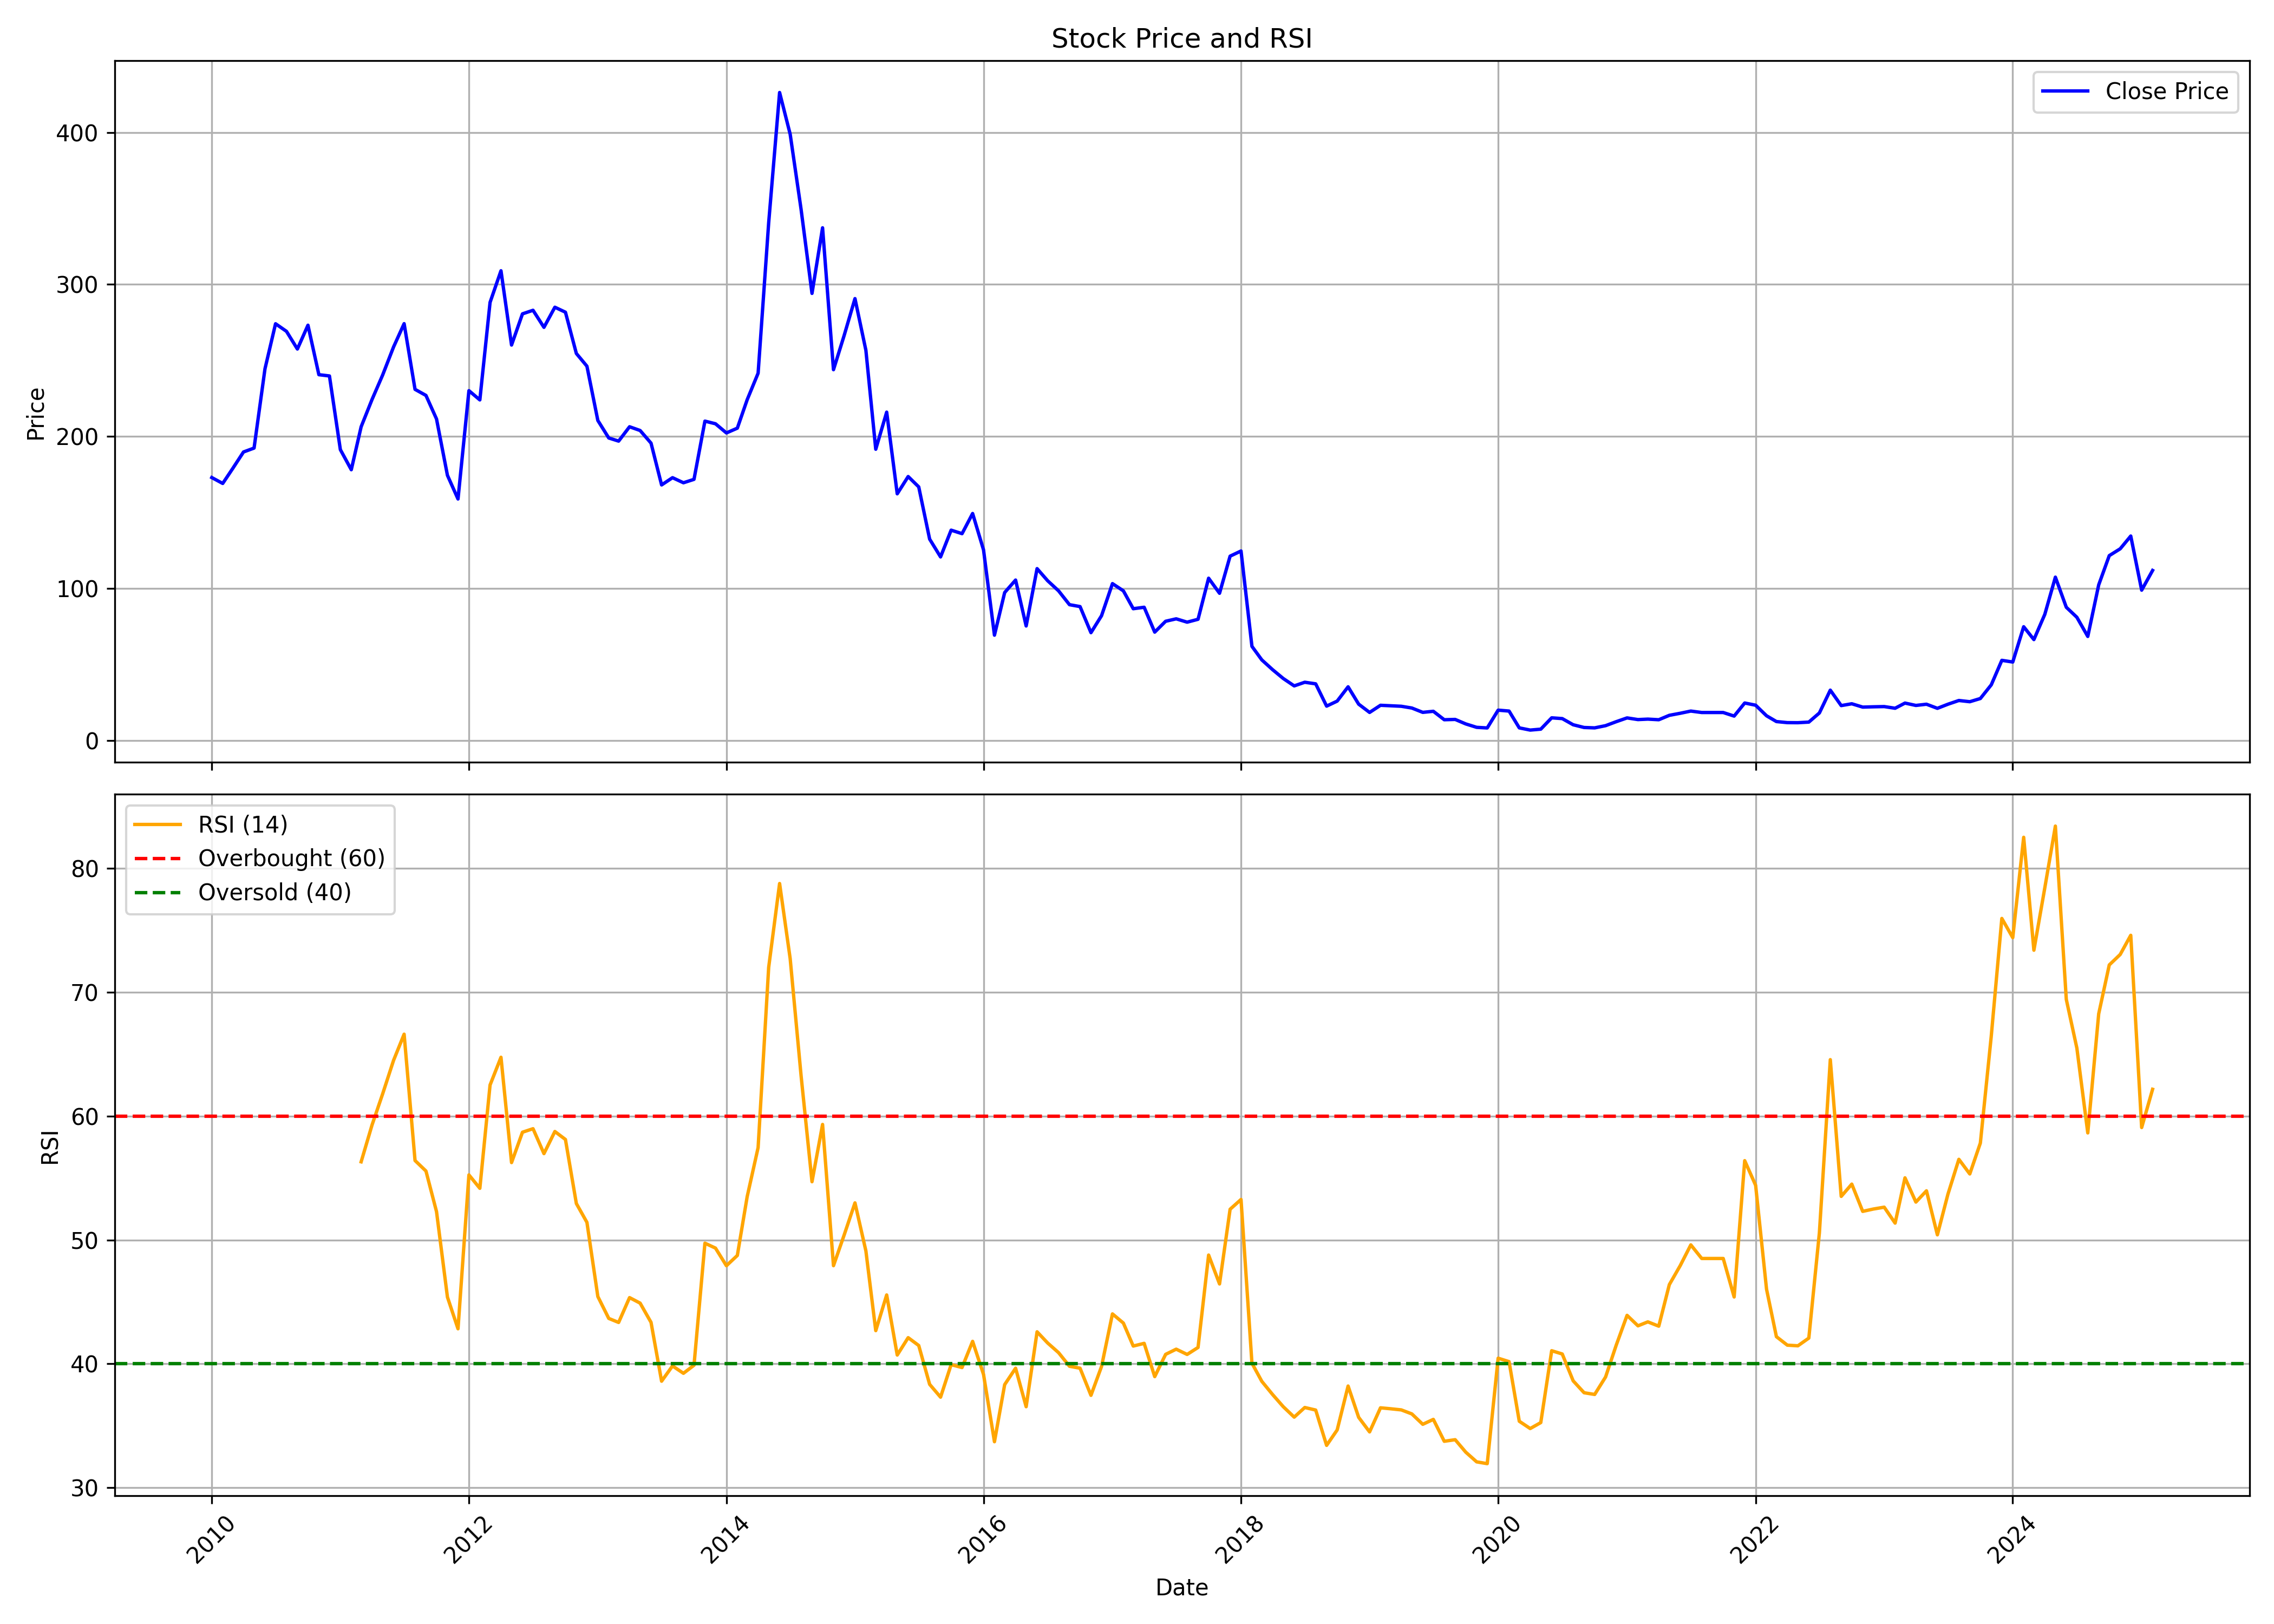 Stock Price and RSI
Close Price
400
300
200
100
0
Price
RSI (14)
Overbought (60)
Oversold (40)
80
70
60
50
40
30
RSI
2010
2012
2014
2016
2018
2020
2022
2024
Date